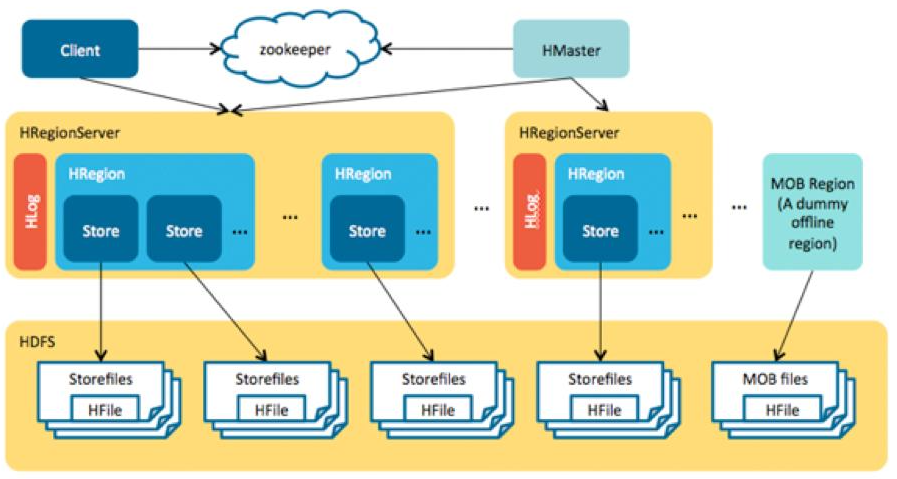 Client
zookeeper
HMaster
HRegionServer
HLog
HRegion
Store
Store
...
...
HRegion
Store
...
...
HRegionServer
HLog
HRegion
Store
...
...
...
MOB Region
(A dummy
offline
region)
HDFS
Storefiles
HFile
Storefiles
HFile
Storefiles
HFile
Storefiles
HFile
MOB files
HFile